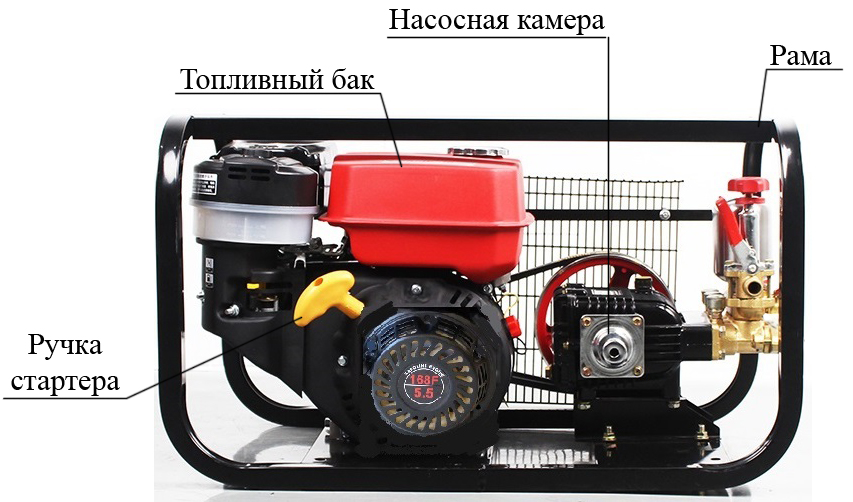 Насосная камера
Рама
Топливный бак
Ручка
стартера
168F
5.5